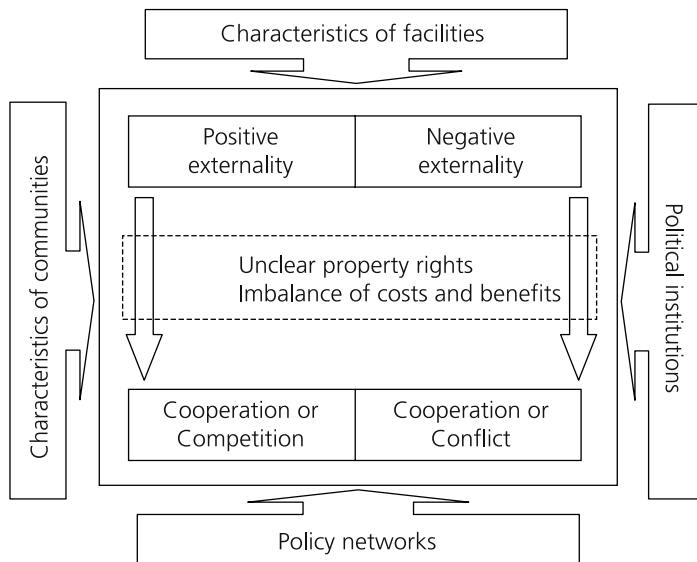 Characteristics of facilities
Characteristics of communities
Positive
externality
Negative
externality
Unclear property rights
Imbalance of costs and benefits
Cooperation or
Competition
Cooperation or
Conflict
Political institutions
Policy networks